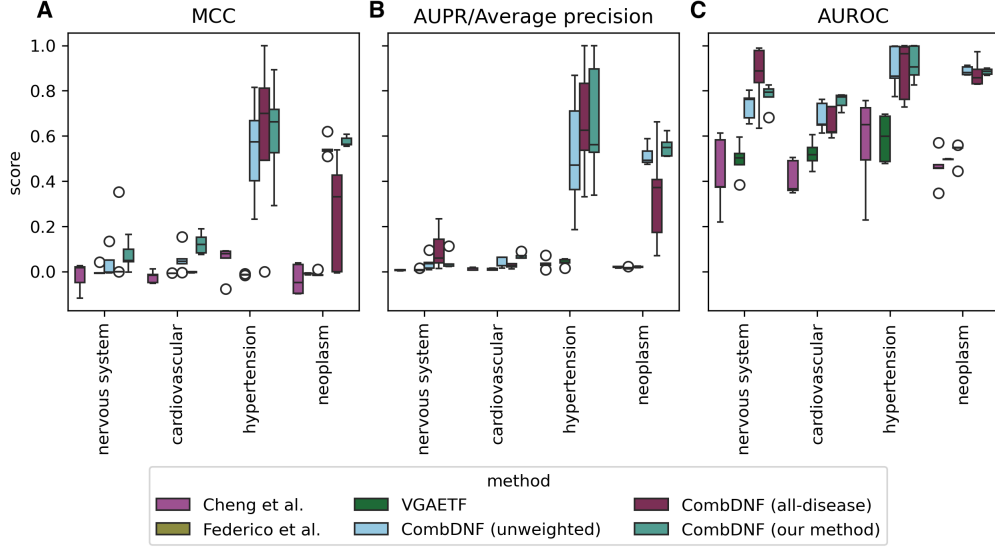 A MCC
B AUPR/Average precision
C AUROC
score
1.0
0.8
0.6
0.4
0.2
0.0
nervous system
cardiovascular
hypertension
neoplasm
nervous system
cardiovascular
hypertension
neoplasm
nervous system
cardiovascular
hypertension
neoplasm
method
Cheng et al.
Federico et al.
VGAETF
CombDNF (unweighted)
CombDNF (all-disease)
CombDNF (our method)